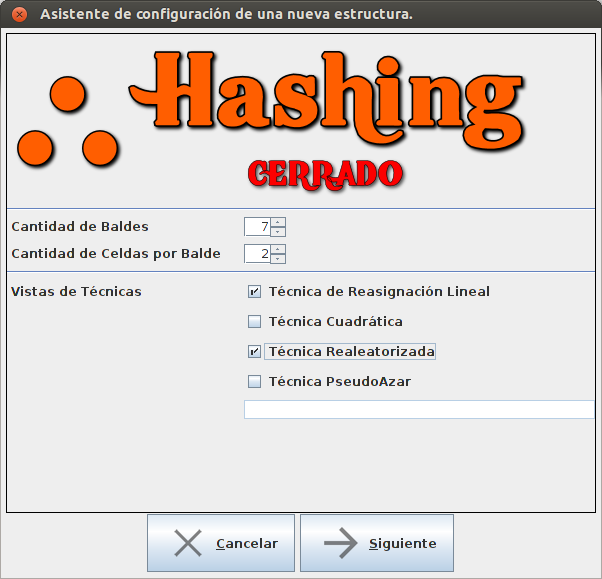 Asistente de configuración de una nueva estructura.
Hashing
CERRADO
Cantidad de Baldes 7
Cantidad de Celdas por Balde 2
Vistas de Técnicas
Técnica de Reasignación Lineal
Técnica Cuadrática
Técnica Realeatorizada
Técnica PseudoAzar
Cancelar Siguiente